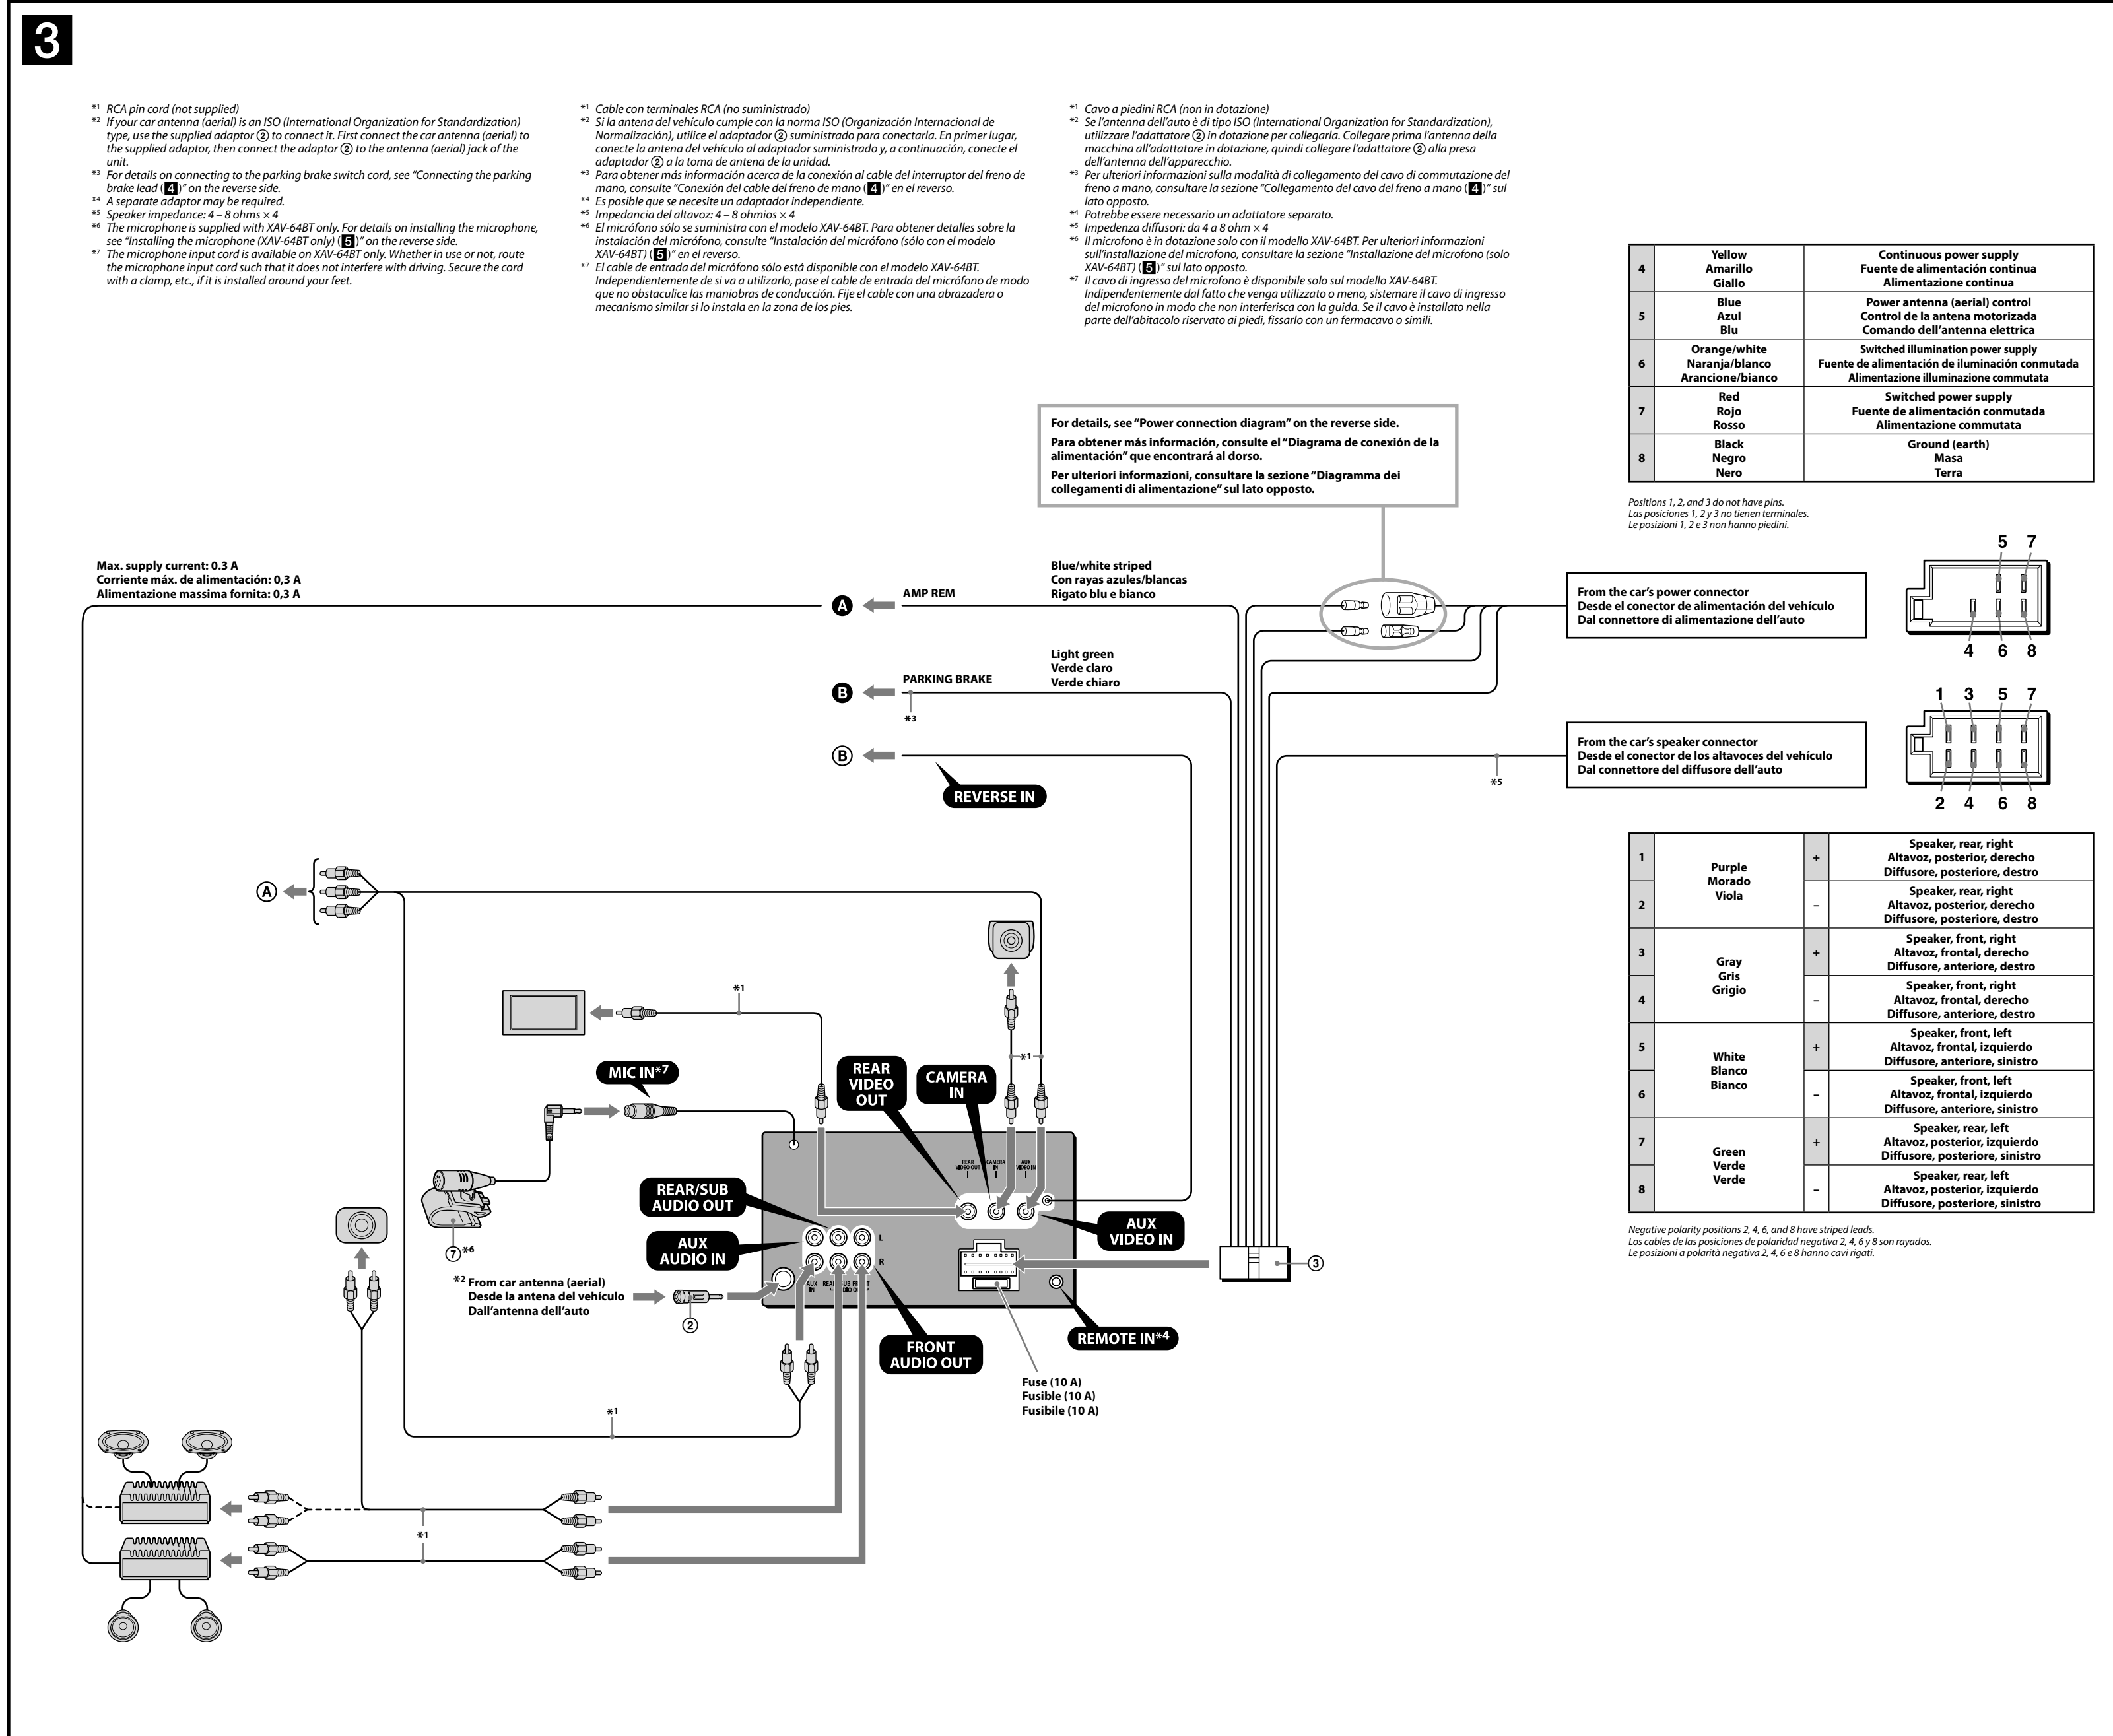 3
*1 RCA pin cord (not supplied)
*2 If your car antenna (aerial) is an ISO (International Organization for Standardization)
type, use the supplied adaptor ② to connect it. First connect the car antenna (aerial) to
the supplied adaptor, then connect the adaptor ② to the antenna (aerial) jack of the
unit.
*3 For details on connecting to the parking brake switch cord, see “Connecting the parking
brake lead (4)” on the reverse side.
*4 A separate adaptor may be required.
*5 Speaker impedance: 4 – 8 ohms × 4
*6 The microphone is supplied with XAV-64BT only. For details on installing the microphone,
see “Installing the microphone (XAV-64BT only) (5)” on the reverse side.
*7 The microphone input cord is available on XAV-64BT only. Whether in use or not, route
the microphone input cord such that it does not interfere with driving. Secure the cord
with a clamp, etc., if it is installed around your feet.
*1 Cable con terminales RCA (no suministrado)
*2 Si la antena del vehículo cumple con la norma ISO (Organización Internacional de
Normalización), utilice el adaptador ② suministrado para conectarla. En primer lugar,
conecte la antena del vehículo al adaptador suministrado y, a continuación, conecte el
adaptador ② a la toma de antena de la unidad.
*3 Para obtener más información acerca de la conexión al cable del interruptor del freno de
mano, consulte “Conexión del cable del freno de mano (4)” en el reverso.
*4 Es posible que se necesite un adaptador independiente.
*5 Impedancia del altavoz: 4 – 8 ohmios × 4
*6 El micrófono sólo se suministra con el modelo XAV-64BT. Para obtener detalles sobre la
instalación del micrófono, consulte “Instalación del micrófono (sólo con el modelo
XAV-64BT) (5)” en el reverso.
*7 El cable de entrada del micrófono sólo está disponible con el modelo XAV-64BT.
Independientemente de si va a utilizarlo, pase el cable de entrada del micrófono de modo
que no obstaculice las maniobras de conducción. Fije el cable con una abrazadera o
mecanismo similar si lo instala en la zona de los pies.
*1 Cavo a piedini RCA (non in dotazione)
*2 Se l’antenna dell’auto è di tipo ISO (International Organization for Standardization),
utilizzare l’adattatore ② in dotazione per collegarla. Collegare prima l’antenna della
macchina all’adattatore in dotazione, quindi collegare l’adattatore ② alla presa
dell’antenna dell’apparecchio.
*3 Per ulteriori informazioni sulla modalità di collegamento del cavo di commutazione del
freno a mano, consultare la sezione “Collegamento del cavo del freno a mano (4)” sul
lato opposto.
*4 Potrebbe essere necessario un adattatore separato.
*5 Impedenza diffusori: da 4 a 8 ohm × 4
*6 Il microfono è in dotazione solo con il modello XAV-64BT. Per ulteriori informazioni
sull’installazione del microfono, consultare la sezione “Installazione del microfono (solo
XAV-64BT) (5)” sul lato opposto.
*7 Il cavo di ingresso del microfono è disponibile solo sul modello XAV-64BT.
Indipendentemente dal fatto che venga utilizzato o meno, sistemare il cavo di ingresso
del microfono in modo che non interferisca con la guida. Se il cavo è installato nella
parte dell’abitacolo riservato ai piedi, fissarlo con un fermacavo o simili.
4
Yellow
Amarillo
Giallo
Continuous power supply
Fuente de alimentación continua
Alimentazione continua
5
Blue
Azul
Blu
Power antenna (aerial) control
Control de la antena motorizada
Comando dell’antenna elettrica
6
Orange/white
Naranja/blanco
Arancione/bianco
Switched illumination power supply
Fuente de alimentación de iluminación conmutada
Alimentazione illuminazione commutata
7
Red
Rojo
Rosso
Switched power supply
Fuente de alimentación conmutada
Alimentazione commutata
8
Black
Negro
Nero
Ground (earth)
Masa
Terra
Positions 1, 2, and 3 do not have pins.
Las posiciones 1, 2 y 3 no tienen terminales.
Le posizioni 1, 2 e 3 non hanno piedini.
For details, see “Power connection diagram” on the reverse side.
Para obtener más información, consulte el “Diagrama de conexión de la
alimentación” que encontrará al dorso.
Per ulteriori informazioni, consultare la sezione “Diagramma dei
collegamenti di alimentazione” sul lato opposto.
Max. supply current: 0.3 A
Corriente máx. de alimentación: 0,3 A
Alimentazione massima fornita: 0,3 A
A
AMP REM
Blue/white striped
Con rayas azules/blancas
Rigato blu e bianco
From the car’s power connector
Desde el conector de alimentación del vehículo
Dal connettore di alimentazione dell’auto
5 7
4 6 8
B
PARKING BRAKE
*3
Light green
Verde claro
Verde chiaro
B
REVERSE IN
*5
From the car’s speaker connector
Desde el conector de los altavoces del vehículo
Dal connettore del diffusore dell’auto
1 3 5 7
2 4 6 8
1
2
Purple
Morado
Viola
+
Speaker, rear, right
Altavoz, posterior, derecho
Diffusore, posteriore, destro
–
Speaker, rear, right
Altavoz, posterior, derecho
Diffusore, posteriore, destro
3
4
Gray
Gris
Grigio
+
Speaker, front, right
Altavoz, frontal, derecho
Diffusore, anteriore, destro
–
Speaker, front, right
Altavoz, frontal, derecho
Diffusore, anteriore, destro
5
6
White
Blanco
Bianco
+
Speaker, front, left
Altavoz, frontal, izquierdo
Diffusore, anteriore, sinistro
–
Speaker, front, left
Altavoz, frontal, izquierdo
Diffusore, anteriore, sinistro
7
8
Green
Verde
Verde
+
Speaker, rear, left
Altavoz, posterior, izquierdo
Diffusore, posteriore, sinistro
–
Speaker, rear, left
Altavoz, posterior, izquierdo
Diffusore, posteriore, sinistro
Negative polarity positions 2, 4, 6, and 8 have striped leads.
Los cables de las posiciones de polaridad negativa 2, 4, 6 y 8 son rayados.
Le posizioni a polarità negativa 2, 4, 6 e 8 hanno cavi rigati.
A
*1
*1
MIC IN*7
REAR
VIDEO
OUT
CAMERA
IN
REAR
VIDEO OUT
CAMERA
IN
AUX
VIDEO IN
REAR/SUB
AUDIO OUT
AUX
AUDIO IN
AUX
VIDEO IN
L
R
AUX
IN
⑦*6
*2 From car antenna (aerial)
Desde la antena del vehículo
Dall’antenna dell’auto
②
③
FRONT
AUDIO OUT
REMOTE IN*4
Fuse (10 A)
Fusible (10 A)
Fusibile (10 A)
*1
*1